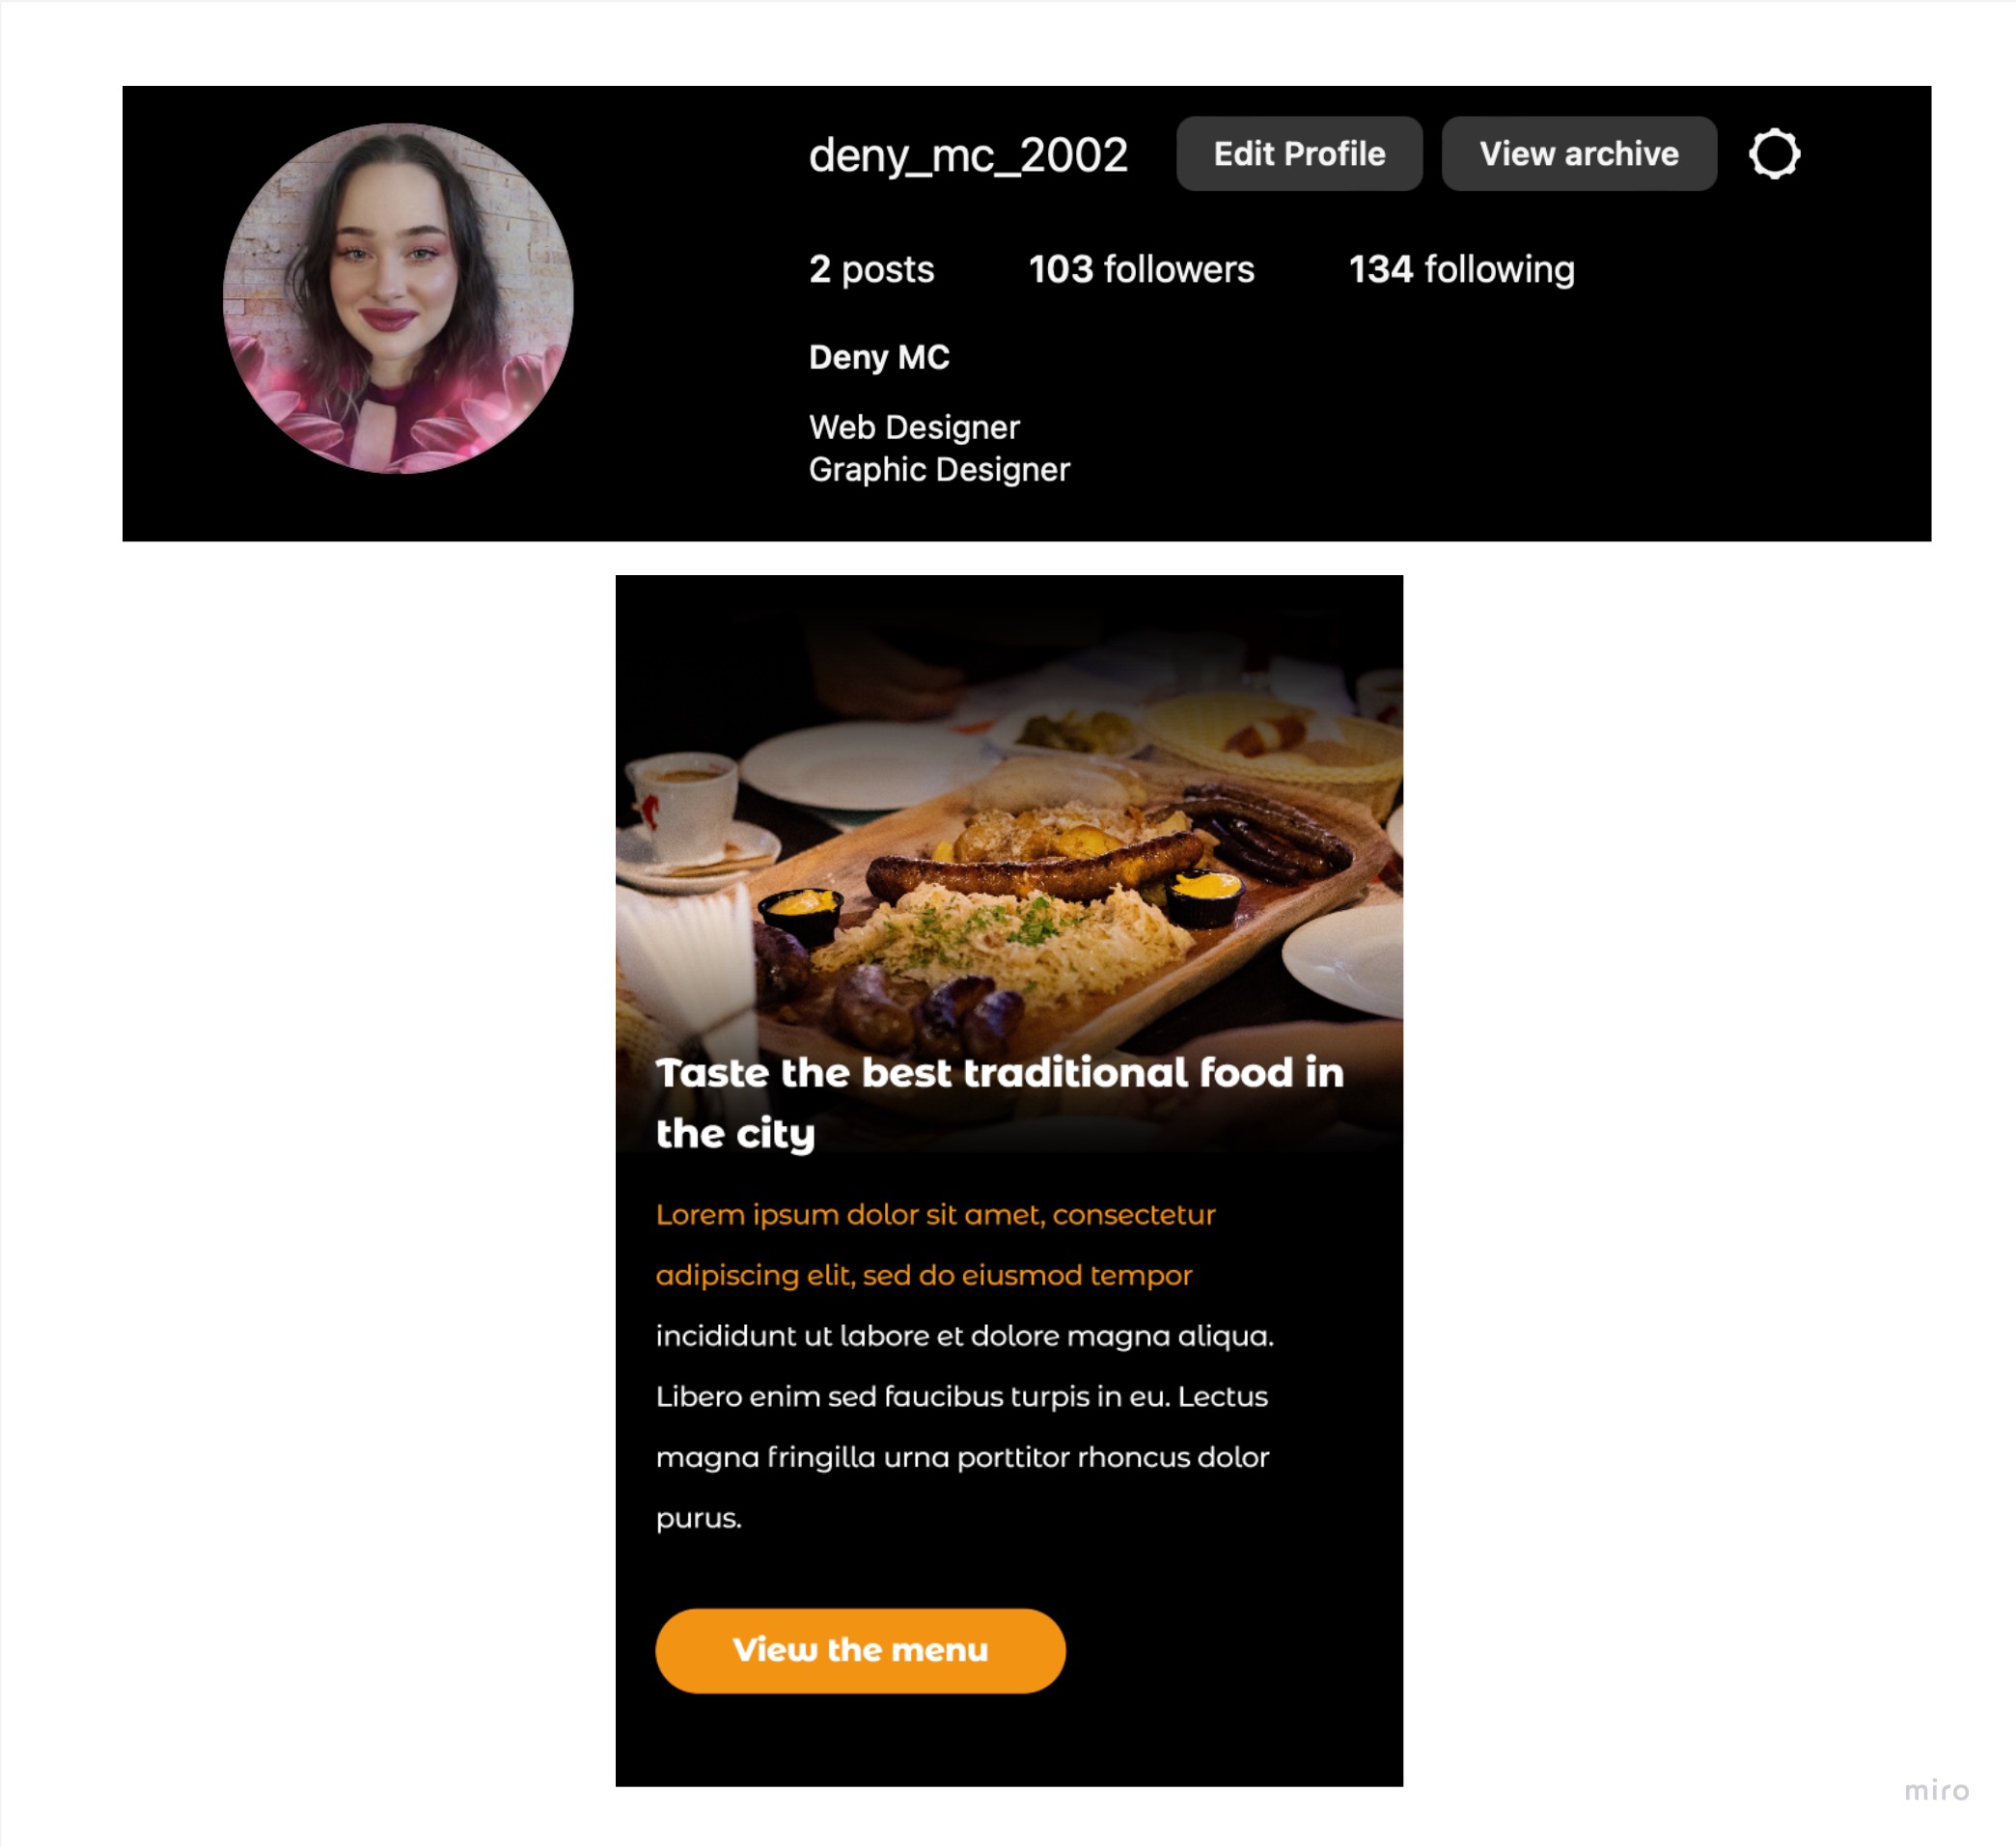 deny_mc_2002 Edit Profile View archive
2 posts 103 followers 134 following
Deny MC
Web Designer
Graphic Designer
Taste the best traditional food in
the city
Lorem ipsum dolor sit amet, consectetur
adipiscing elit, sed do eiusmod tempor
incididunt ut labore et dolore magna aliqua.
Libero enim sed faucibus turpis in eu. Lectus
magna fringilla urna porttitor rhoncus dolor
purus.
View the menu
miro